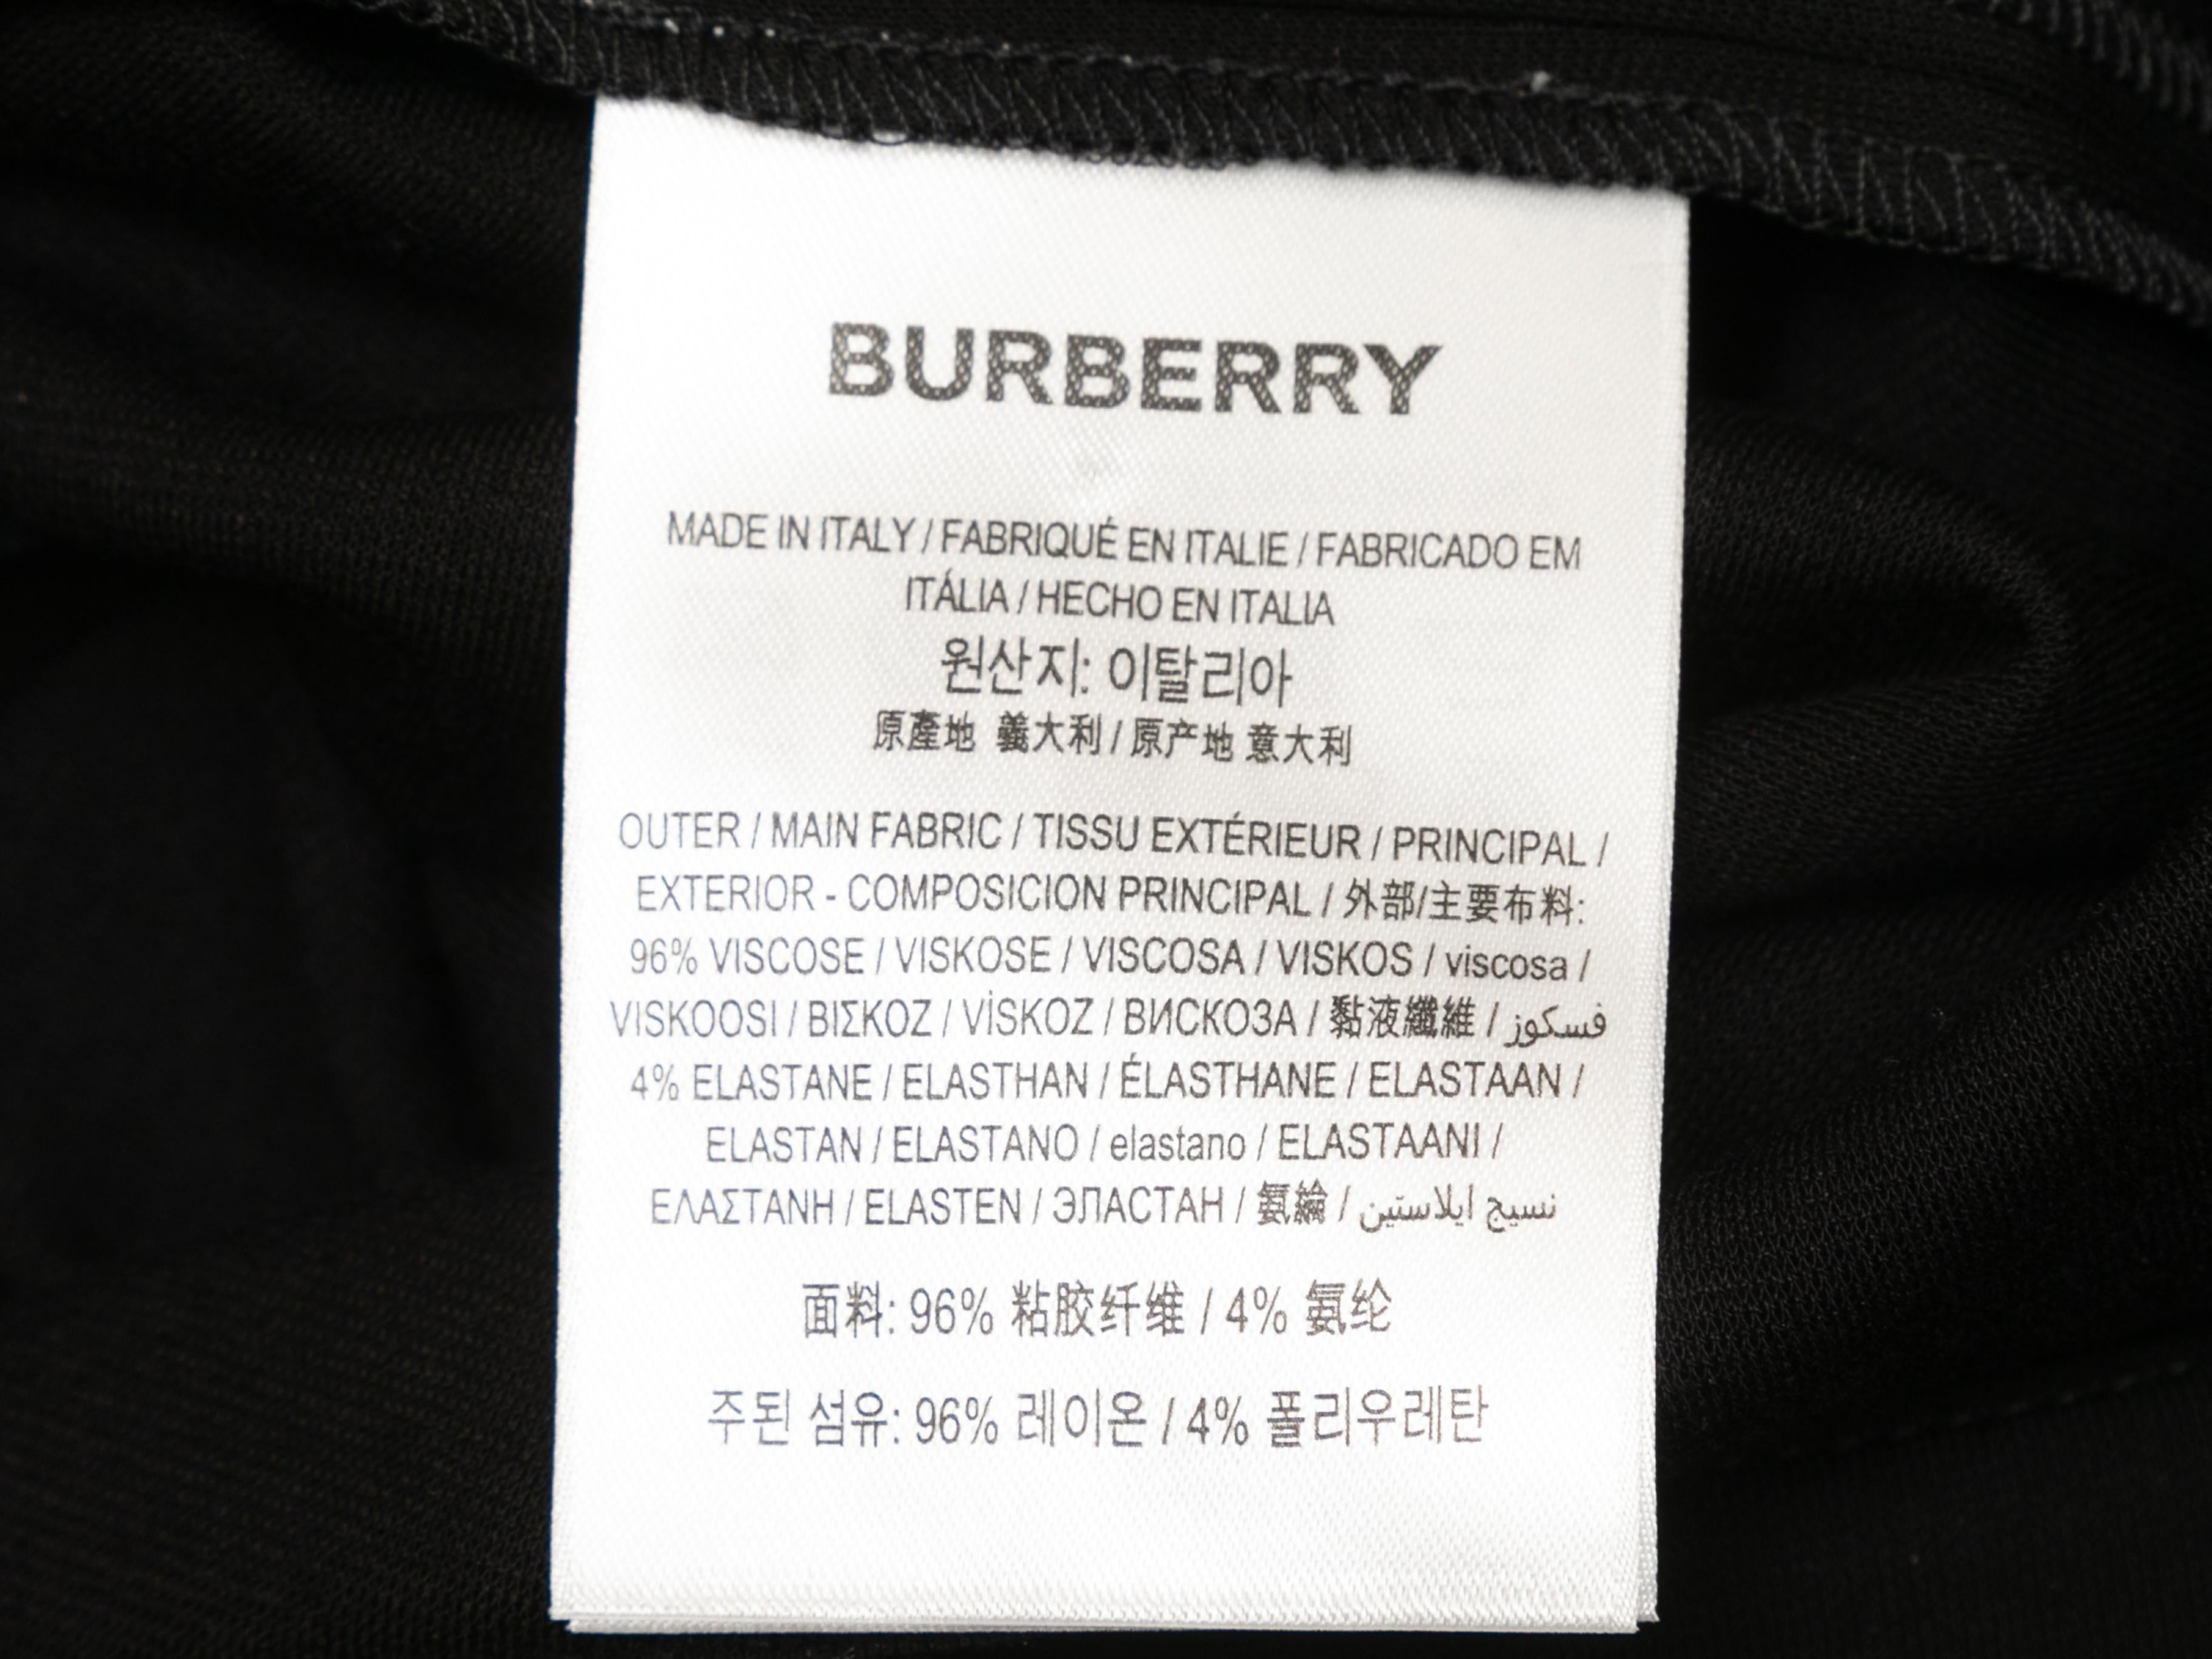 BURBERRY
MADE IN ITALY / FABRIQUÉ EN ITALIE / FABRICADO EM
ITÁLIA / HECHO EN ITALIA
원산지: 이탈리아
原產地 義大利 / 原产地 意大利
OUTER / MAIN FABRIC / TISSU EXTÉRIEUR / PRINCIPAL /
EXTERIOR - COMPOSICION PRINCIPAL / 外部/主要布料:
96% VISCOSE / VISKOSE / VISCOSA / VISKOS / viscosa /
VISKOOSI / ΒΙΣΚΟΖ / VİSKOZ / ВИСКОЗА / 黏液纖維 / فسكوز
4% ELASTANE / ELASTHAN / ÉLASTHANE / ELASTAAN /
ELASTAN / ELASTANO / elastano / ELASTAANI /
ΕΛΑΣΤΑΝΗ / ELASTEN / ЭЛАСТАН / 氨綸 / نسيج ايلاستين
面料: 96% 粘胶纤维 / 4% 氨纶
주된 섬유: 96% 레이온 / 4% 폴리우레탄